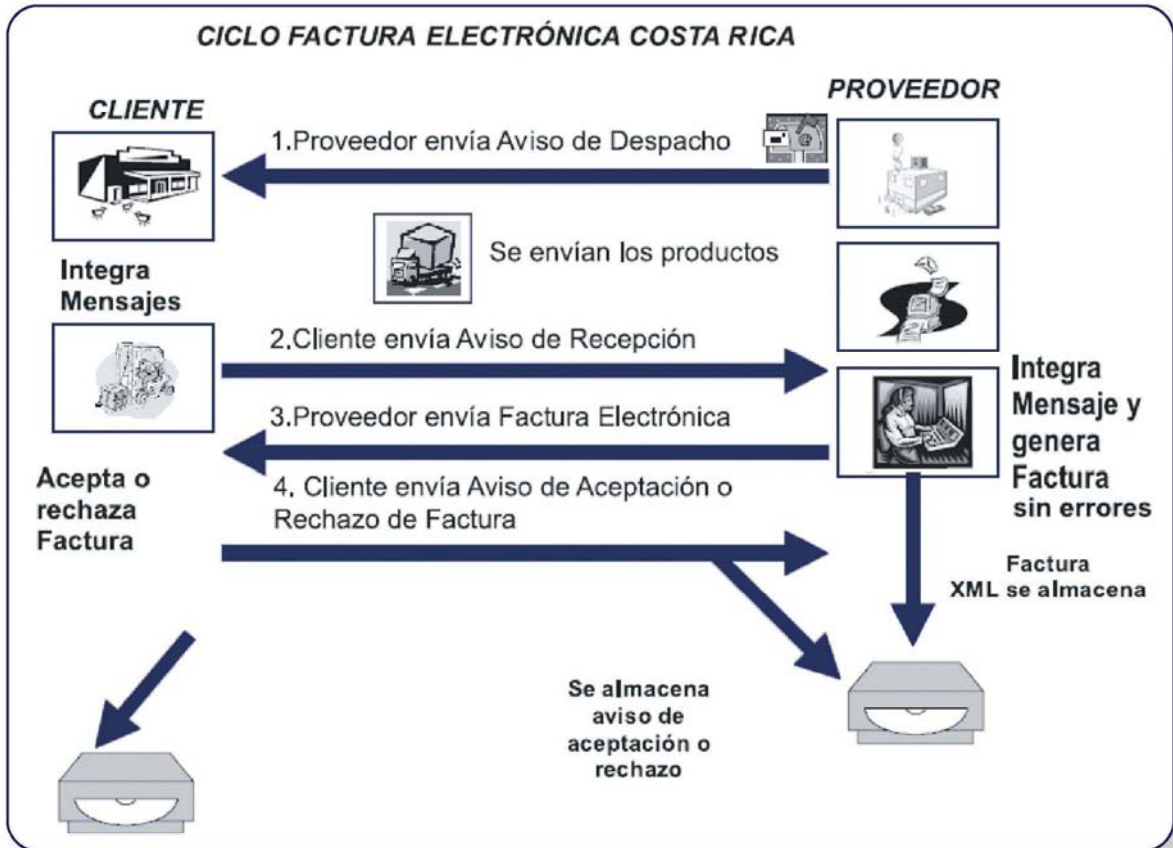 CICLO FACTURA ELECTRÓNICA COSTA RICA
CLIENTE
PROVEEDOR
1.Proveedor envía Aviso de Despacho
Se envían los productos
Integra
Mensajes
2.Cliente envía Aviso de Recepción
3.Proveedor envía Factura Electrónica
Integra
Mensaje y
genera
Factura
sin errores
Acepta o
rechaza
Factura
4. Cliente envía Aviso de Aceptación o
Rechazo de Factura
Factura
XML se almacena
Se almacena
aviso de
aceptación o
rechazo